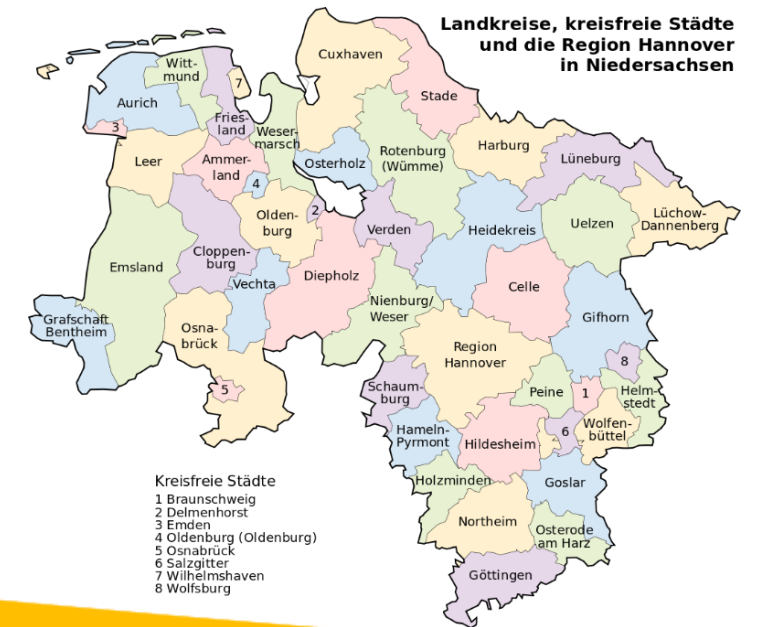 Landkreise, kreisfreie Städte
und die Region Hannover
in Niedersachsen
Cuxhaven
Stade
Witt-
mund
7
Aurich
3
Fries-
land
Weser-
marsch
Harburg
Lüneburg
Rotenburg
(Wümme)
Osterholz
Leer
Ammer-
land
4
2
Olden-
burg
Verden
Heidekreis
Uelzen
Lüchow-
Dannenberg
Cloppen-
burg
Emsland
Vechta
Diepholz
Celle
Nienburg/
Weser
Gifhorn
Grafschaft
Bentheim
Osna-
brück
Region
Hannover
8
5
Schaum-
burg
Peine
1
Helm-
stedt
Hameln-
Pyrmont
Hildesheim
6
Wolfen-
büttel
Holzminden
Goslar
Northeim
Osterode
am Harz
Göttingen
Kreisfreie Städte
1 Braunschweig
2 Delmenhorst
3 Emden
4 Oldenburg (Oldenburg)
5 Osnabrück
6 Salzgitter
7 Wilhelmshaven
8 Wolfsburg